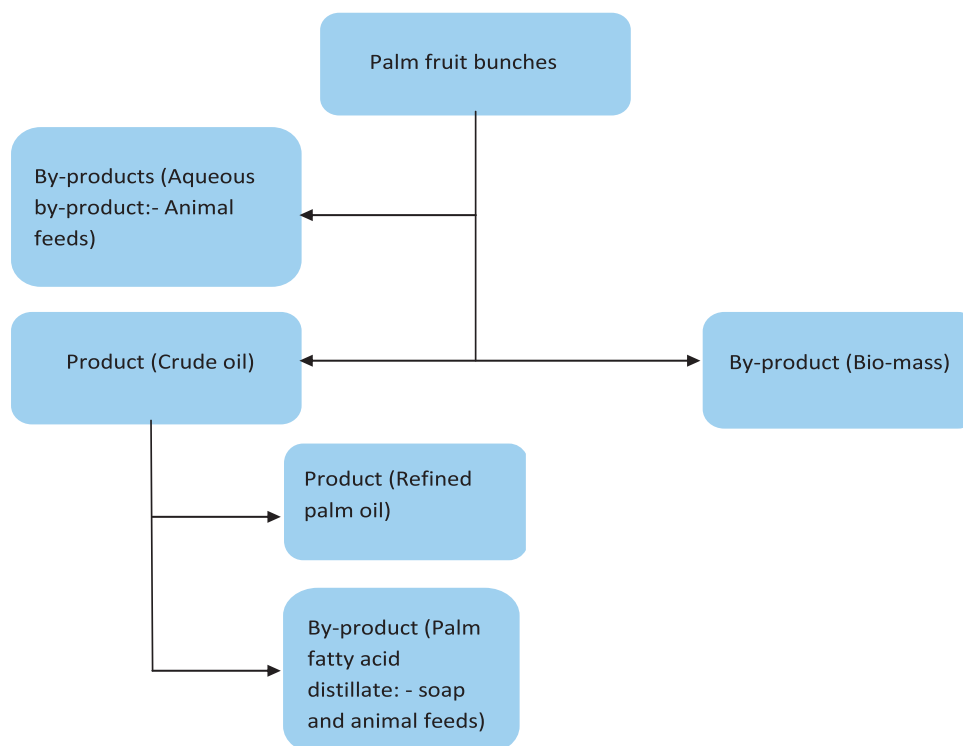 Palm fruit bunches
By-products (Aqueous
by-product:- Animal
feeds)
Product (Crude oil)
By-product (Bio-mass)
Product (Refined
palm oil)
By-product (Palm
fatty acid
distillate: - soap
and animal feeds)